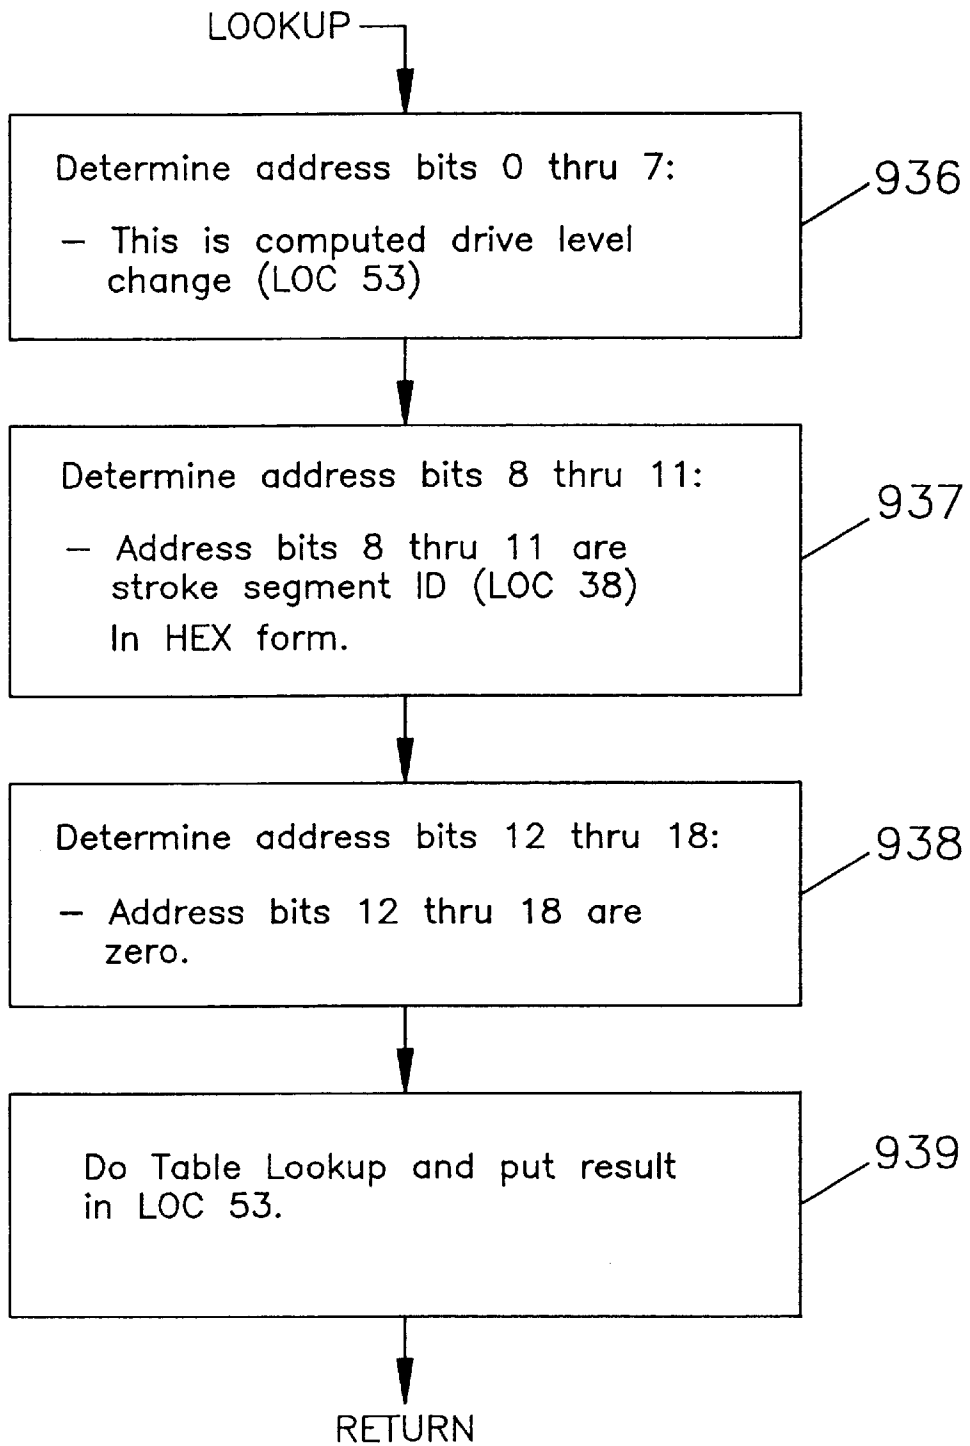 LOOKUP
Determine address bits 0 thru 7:
– This is computed drive level
change (LOC 53)
936
Determine address bits 8 thru 11:
– Address bits 8 thru 11 are
stroke segment ID (LOC 38)
In HEX form.
937
Determine address bits 12 thru 18:
– Address bits 12 thru 18 are
zero.
938
Do Table Lookup and put result
in LOC 53.
939
RETURN